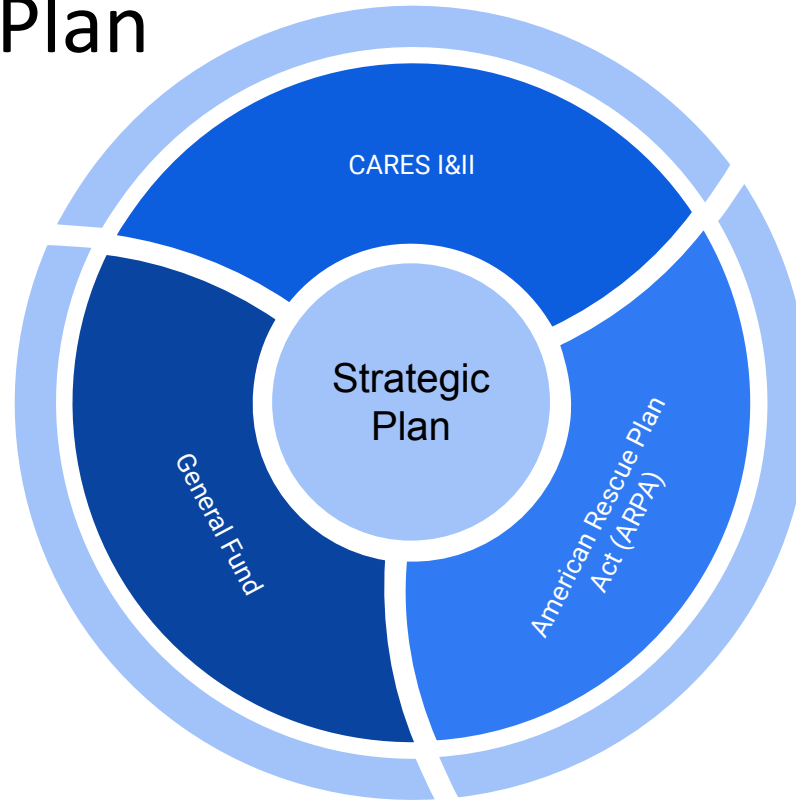 Plan
CARES I&II
Strategic
Plan
General Fund
American Rescue Plan
Act (ARPA)